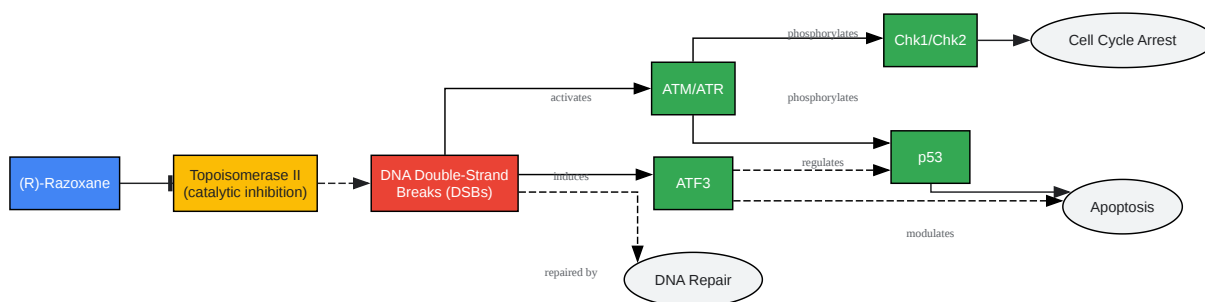 phosphorylates
Chk1/Chk2
Cell Cycle Arrest
ATM/ATR
activates
phosphorylates
(R)-Razoxane
Topoisomerase II
(catalytic inhibition)
DNA Double-Strand
Breaks (DSBs)
induces
ATF3
regulates
p53
Apoptosis
modulates
repaired by
DNA Repair